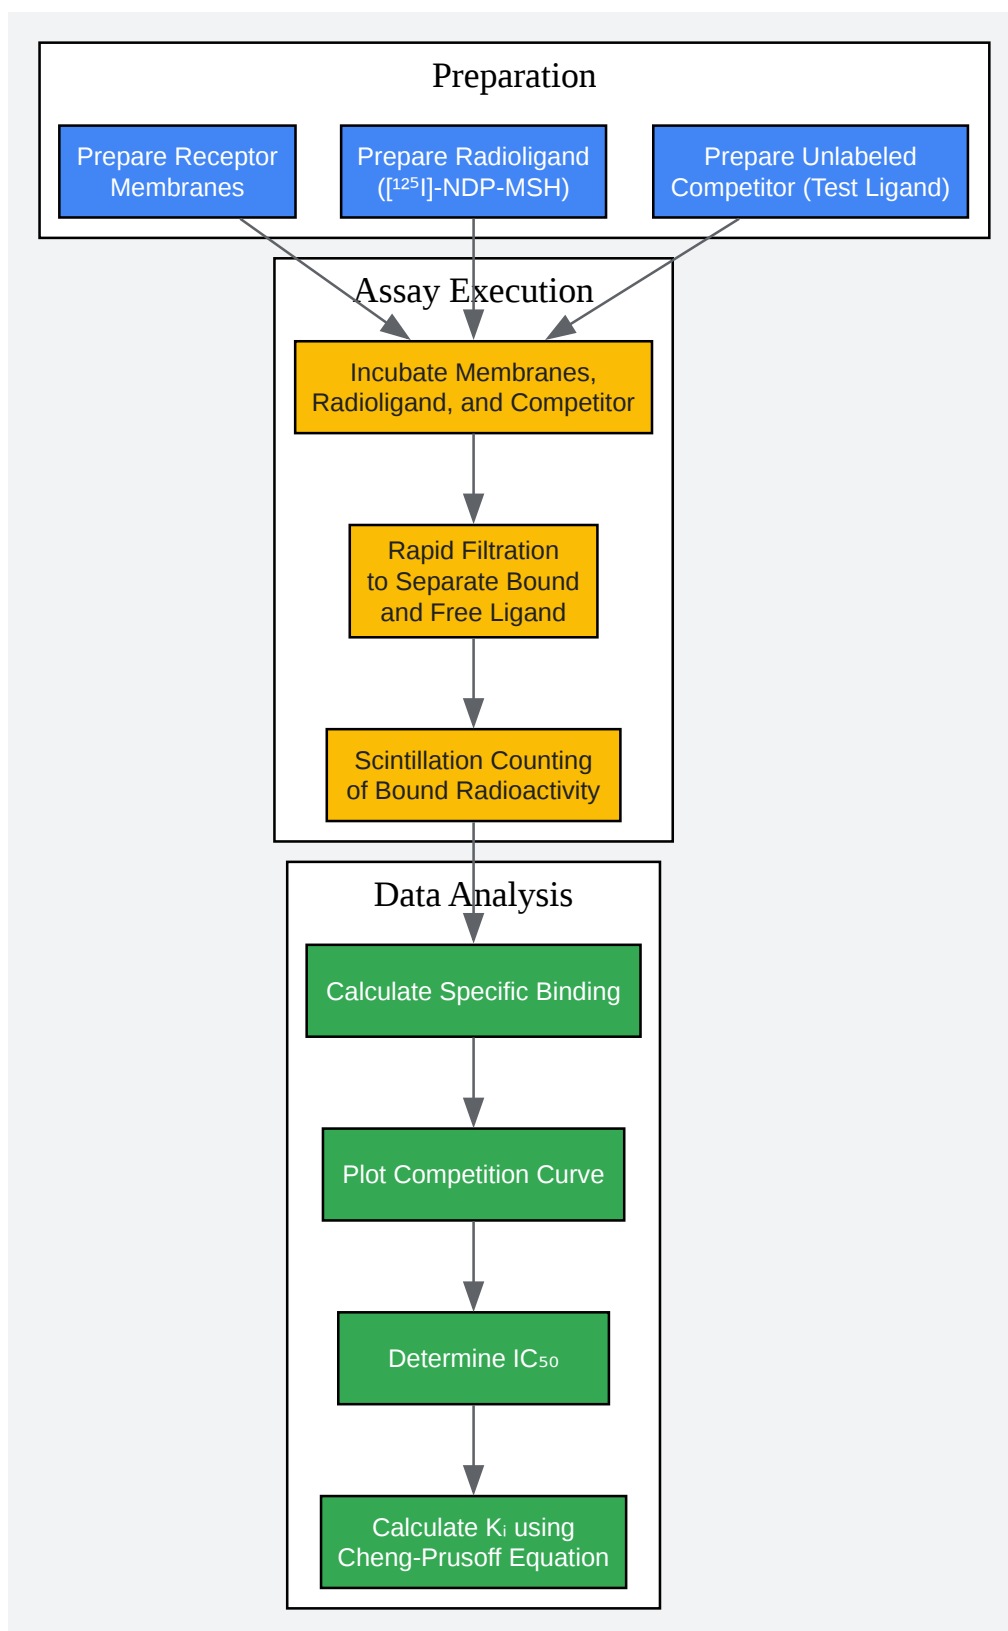 Preparation
Prepare Receptor
Membranes
Prepare Radioligand
([¹²⁵I]-NDP-MSH)
Prepare Unlabeled
Competitor (Test Ligand)
Assay Execution
Incubate Membranes,
Radioligand, and Competitor
Rapid Filtration
to Separate Bound
and Free Ligand
Scintillation Counting
of Bound Radioactivity
Data Analysis
Calculate Specific Binding
Plot Competition Curve
Determine IC₅₀
Calculate Kᵢ using
Cheng-Prusoff Equation